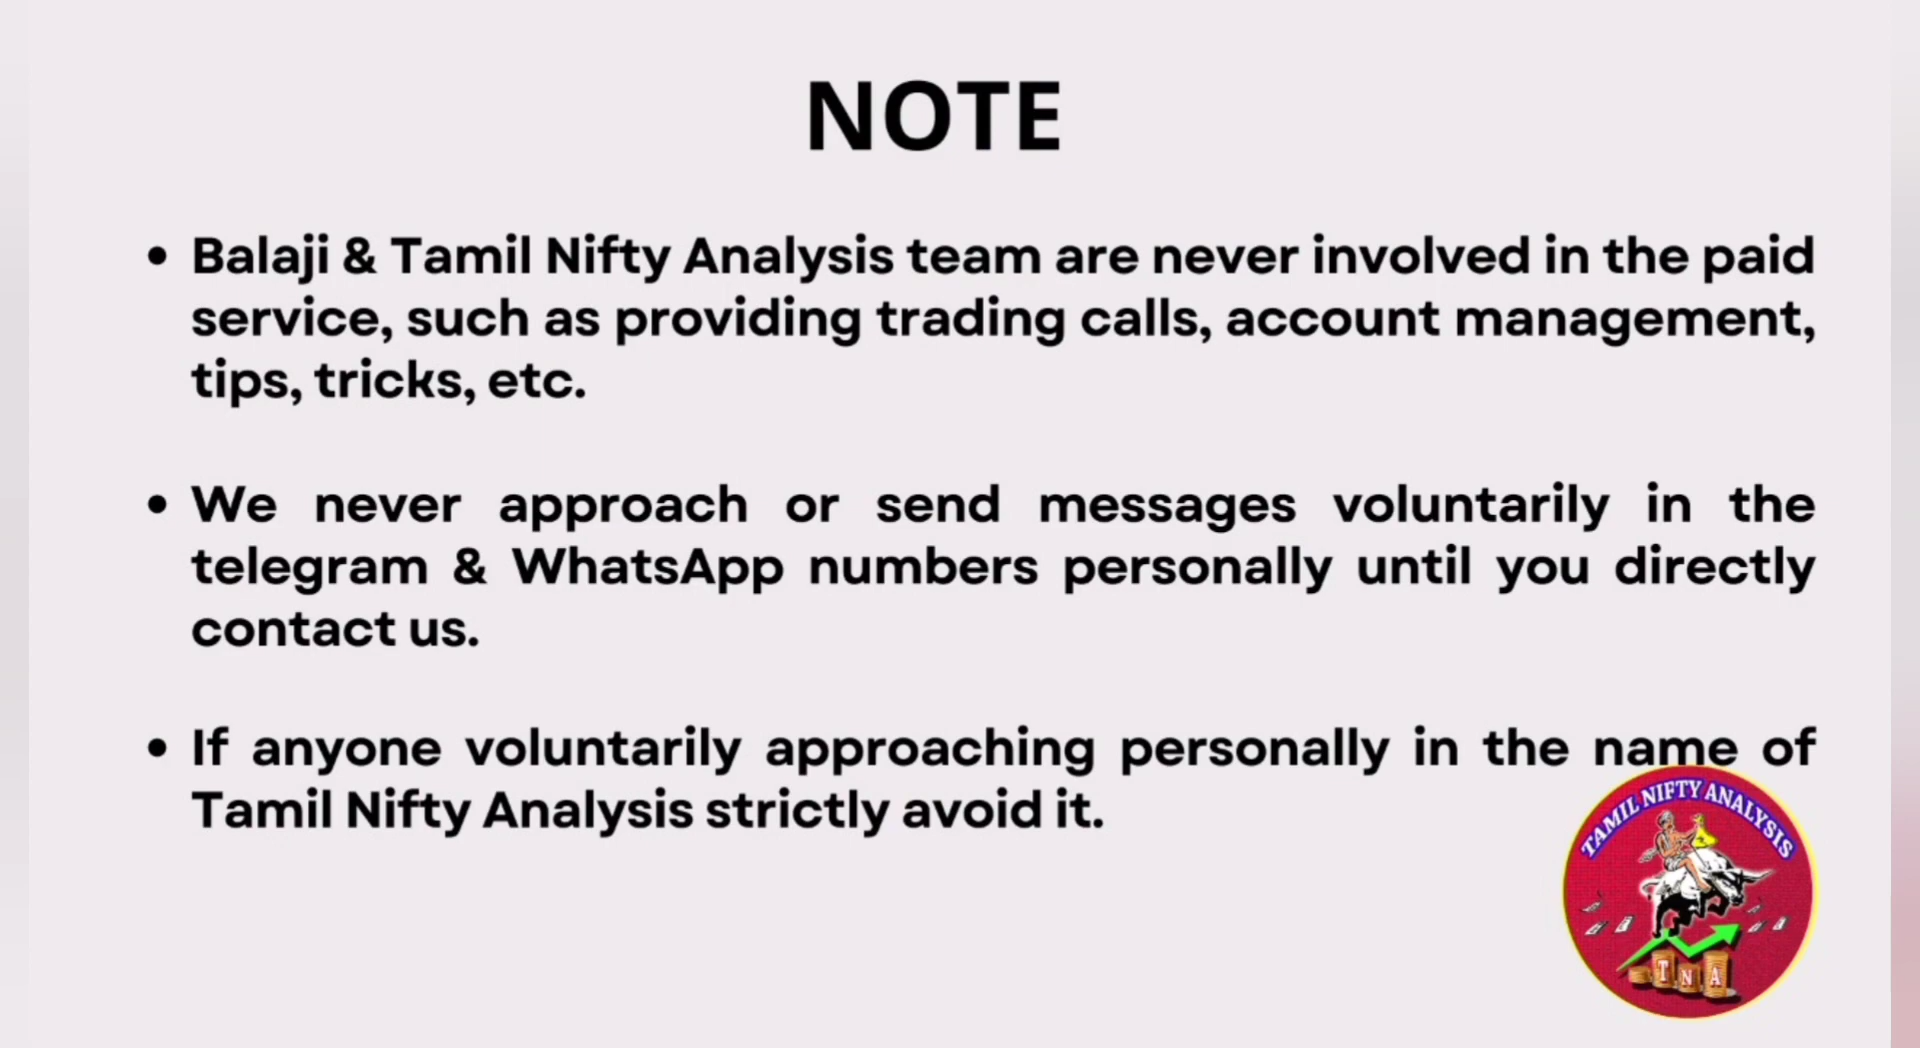 NOTE
• Balaji & Tamil Nifty Analysis team are never involved in the paid
service, such as providing trading calls, account management,
tips, tricks, etc.
• We never approach or send messages voluntarily in the
telegram & WhatsApp numbers personally until you directly
contact us.
• If anyone voluntarily approaching personally in the name of
Tamil Nifty Analysis strictly avoid it.
TAMIL NIFTY ANALYSIS
T N A